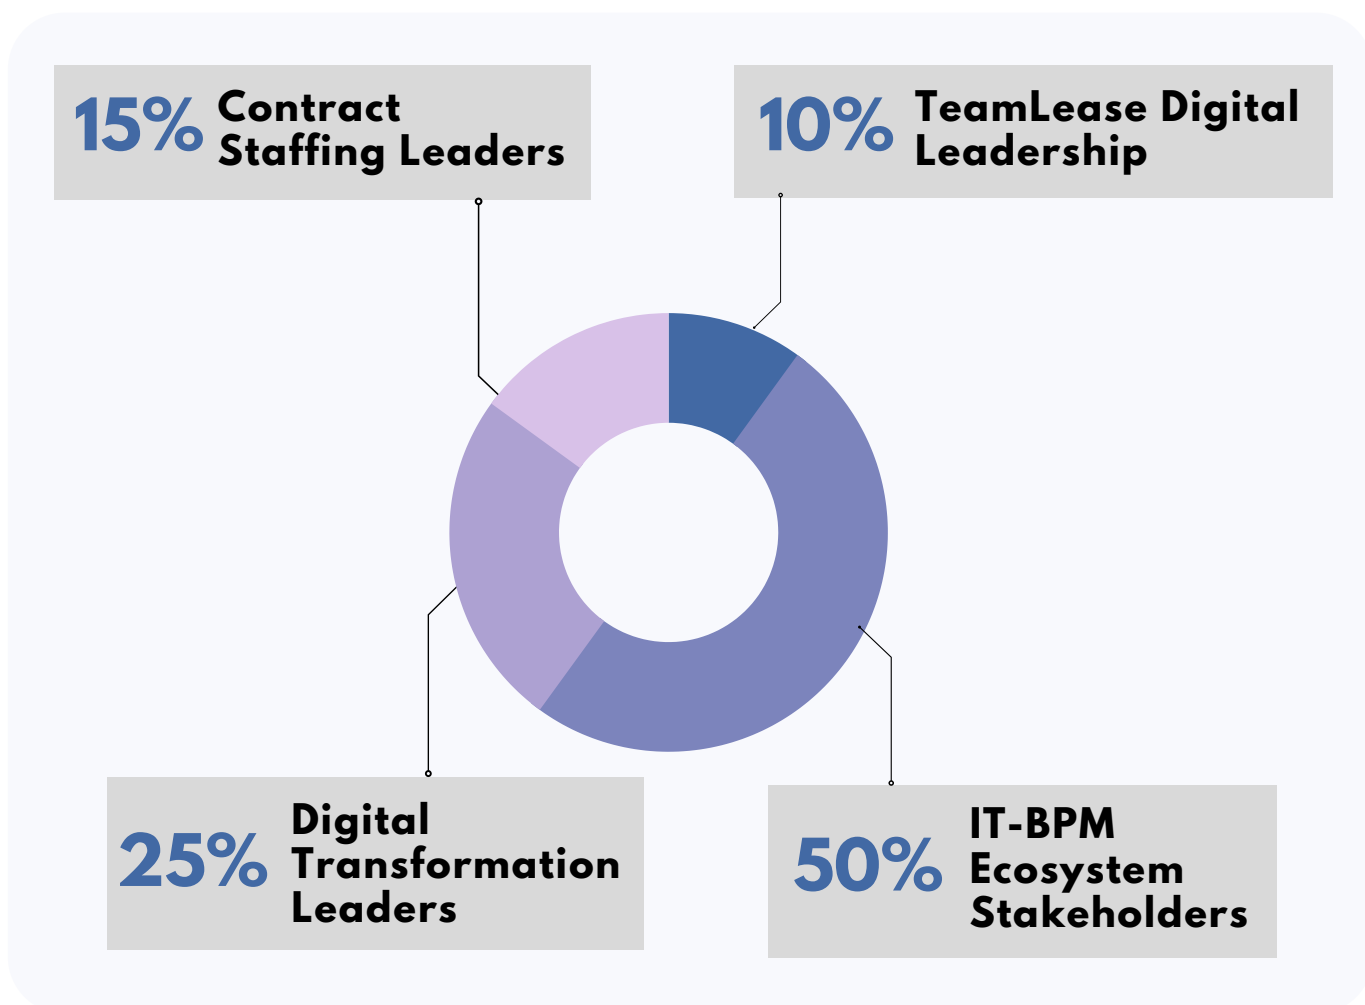 15%
Contract
Staffing Leaders
10%
TeamLease Digital
Leadership
25%
Digital
Transformation
Leaders
50%
IT-BPM
Ecosystem
Stakeholders